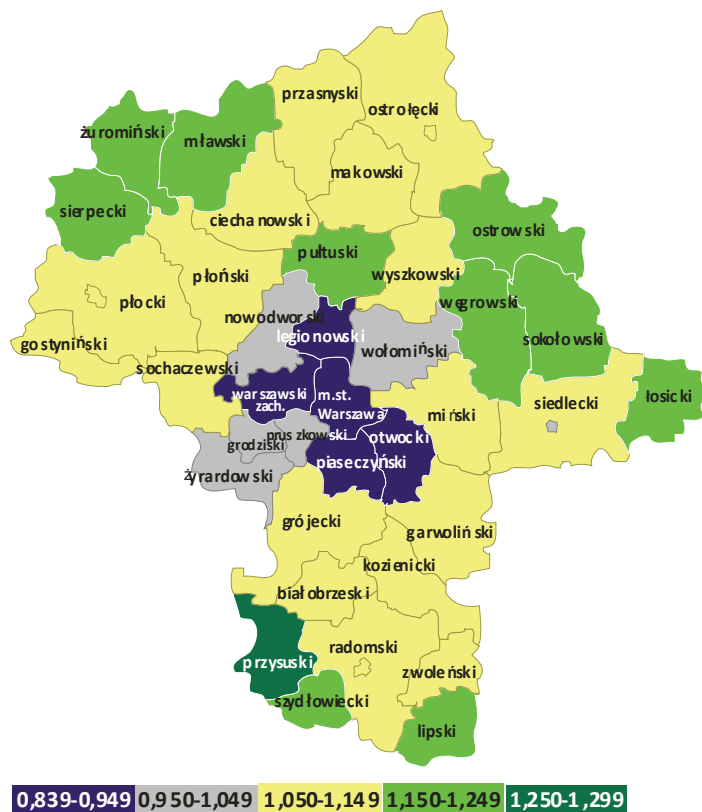 przasnyski
ostrołęcki
żuromiński
mławski
makowski
sierpecki
ciechanowski
ostrowski
pułtuski
płoński
wyszkowski
płocki
węgrowski
nowodworski
legionowski
sokołowski
gostyniński
wołomiński
sochaczewski
warszawski
zach.
m.st.
Warszawa
miński
siedlecki
łosicki
pruszkowski
otwocki
grodziski
piaseczyński
żyrardowski
grójecki
garwoliński
kozienicki
białobrzeski
radomski
przysuski
zwoleński
szydłowiecki
lipski
0,839-0,949 0,950-1,049 1,050-1,149 1,150-1,249 1,250-1,299